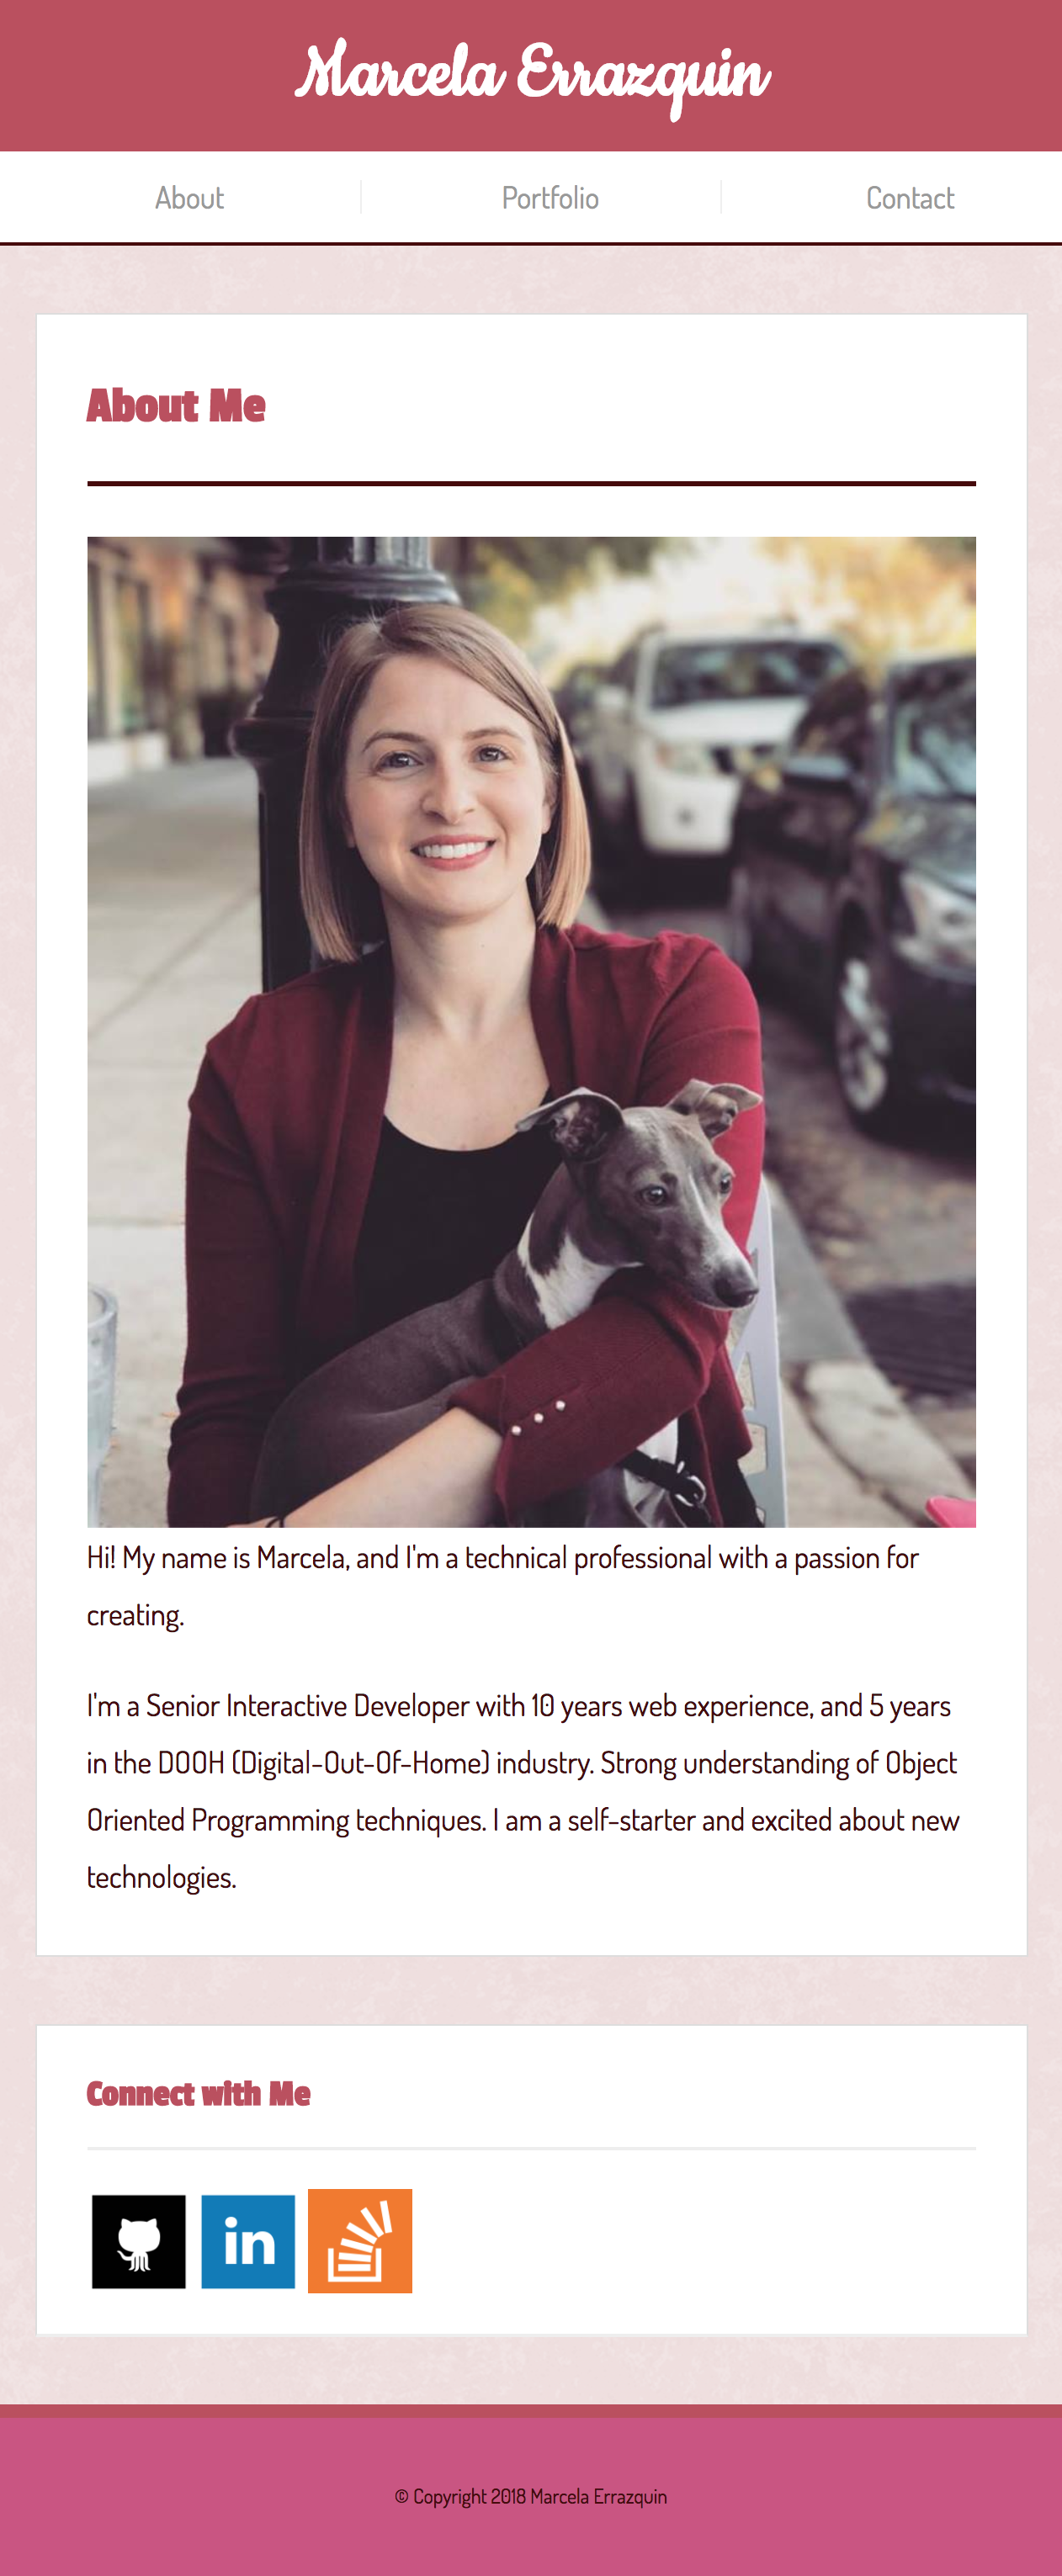 Marcela Errazquin
About
Portfolio
Contact
About Me
Hi! My name is Marcela, and I'm a technical professional with a passion for
creating.
I'm a Senior Interactive Developer with 10 years web experience, and 5 years
in the DOOH (Digital-Out-Of-Home) industry. Strong understanding of Object
Oriented Programming techniques. I am a self-starter and excited about new
technologies.
Connect with Me
in
© Copyright 2018 Marcela Errazquin